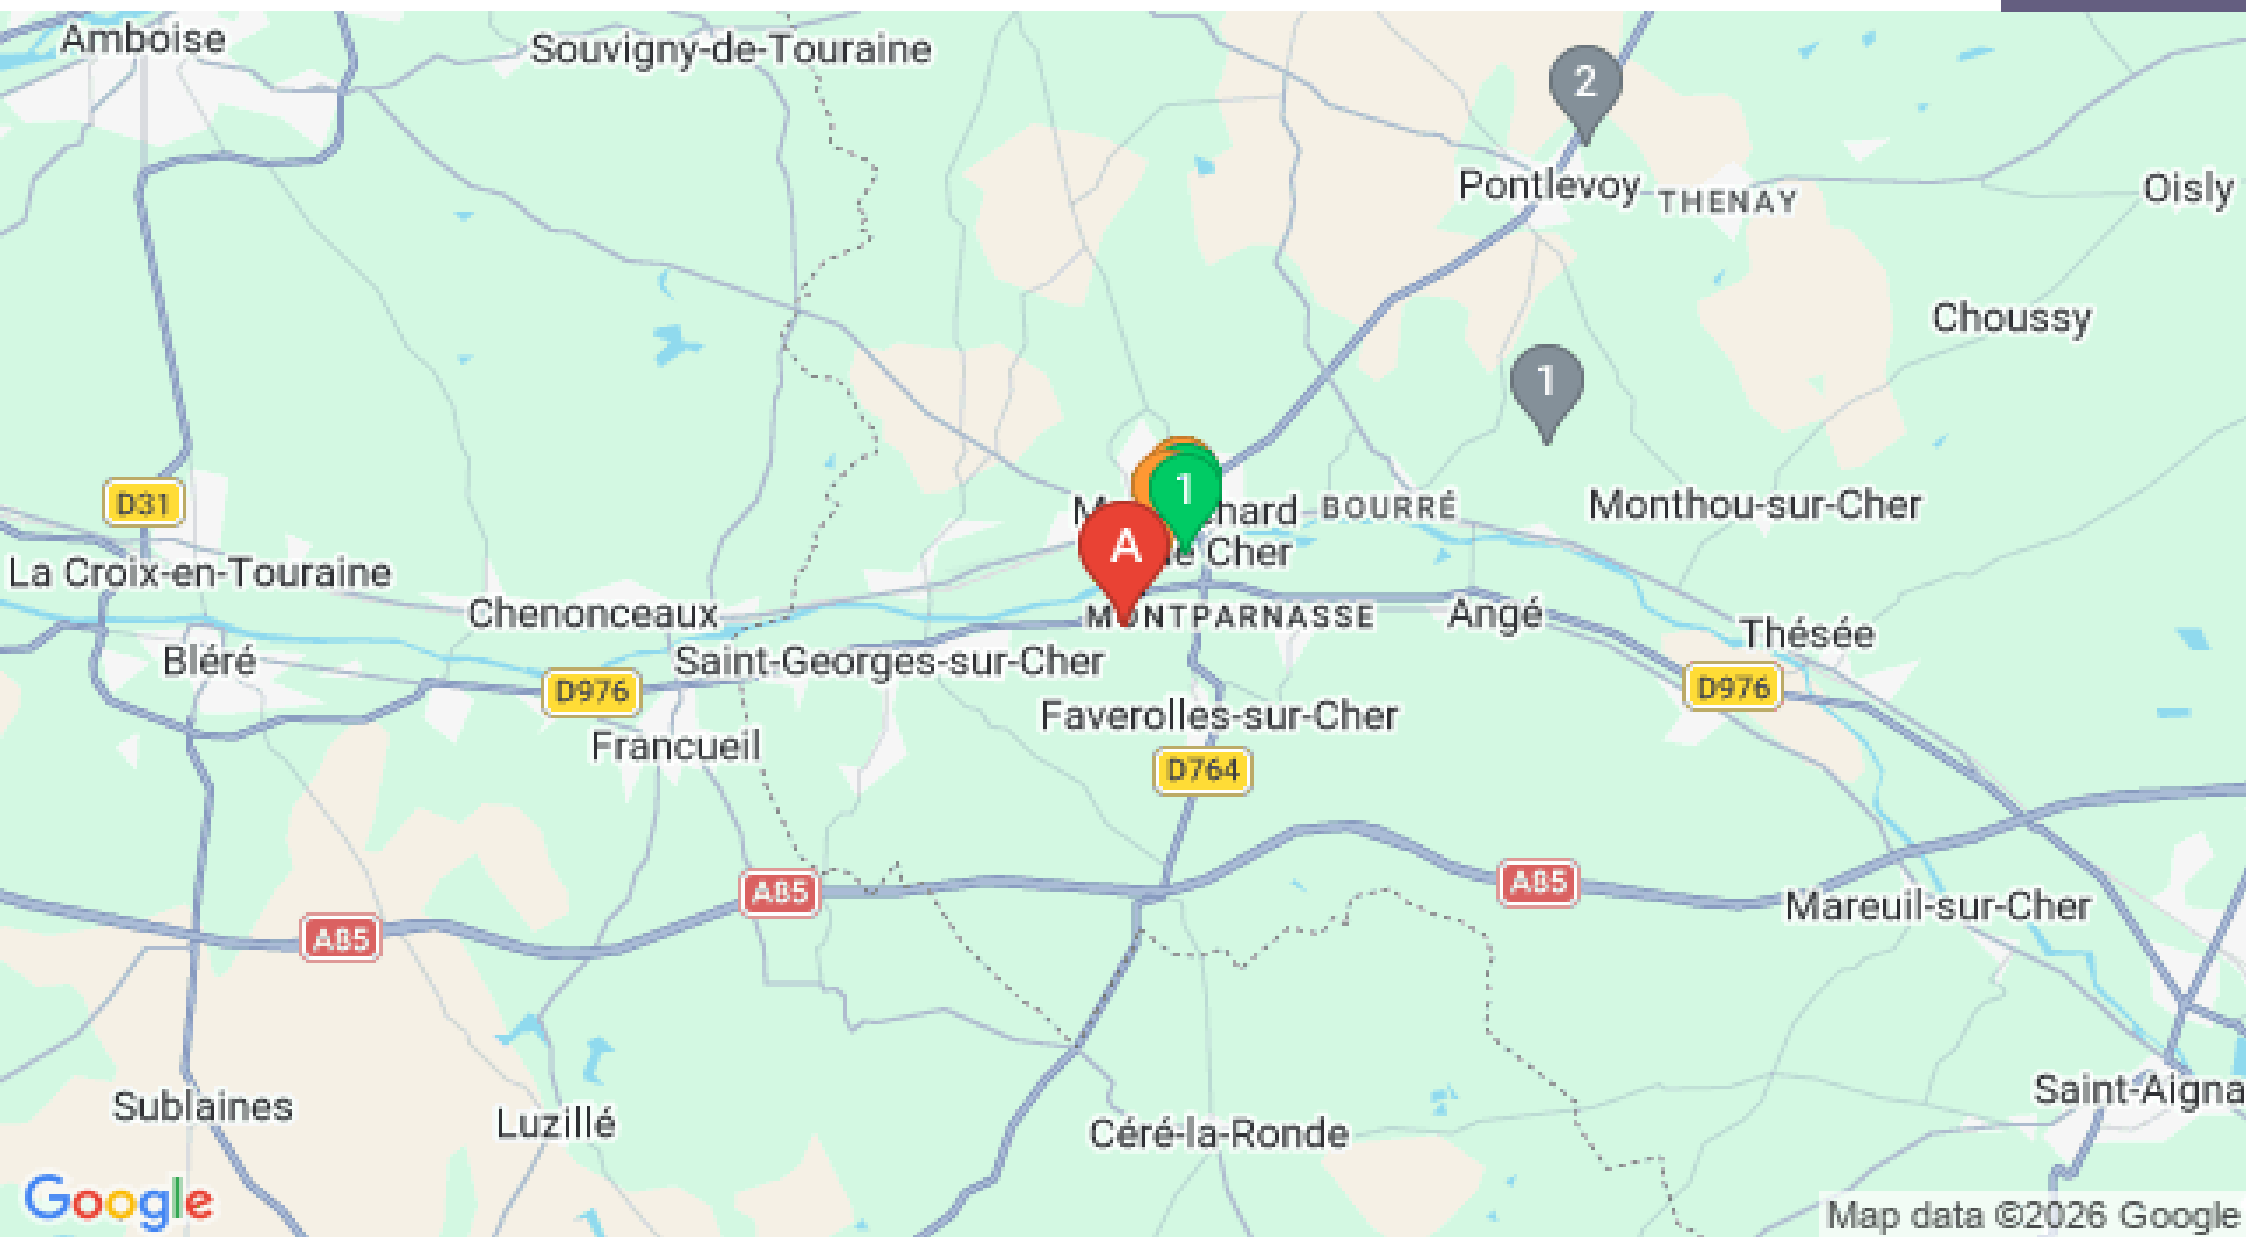 Amboise
Souvigny-de-Touraine
2
Pontlevoy
THENAY
Oisly
Choussy
1
D31
1
Monthou-sur-Cher
BOURRÉ
A
Cher
La Croix-en-Touraine
Chenonceaux
MONTPARNASSE
Angé
Thésée
Bléré
Saint-Georges-sur-Cher
D976
D976
Faverolles-sur-Cher
Francueil
D764
A85
A85
A85
Mareuil-sur-Cher
Sublaines
Luzillé
Céré-la-Ronde
Saint-Aigna
Google
Map data ©2026 Google